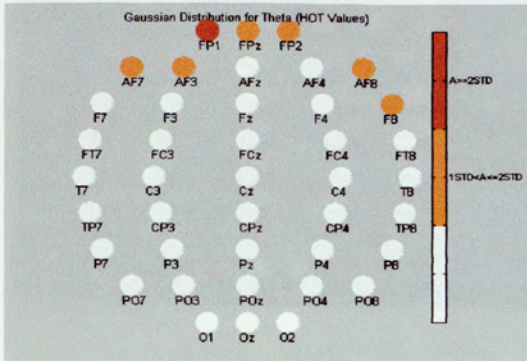 Gaussian Distribution for Theta (HOT Values)
FP1 FPz FP2
AF7 AF3 AFz AF4 AF8
A>=2STD
F7 F3 Fz F4 F8
FT7 FC3 FCz FC4 FT8
1STD<A<=2STD
T7 C3 Cz C4 T8
TP7 CP3 CPz CP4 TP8
P7 P3 Pz P4 P8
PO7 PO3 POz PO4 PO8
O1 Oz O2